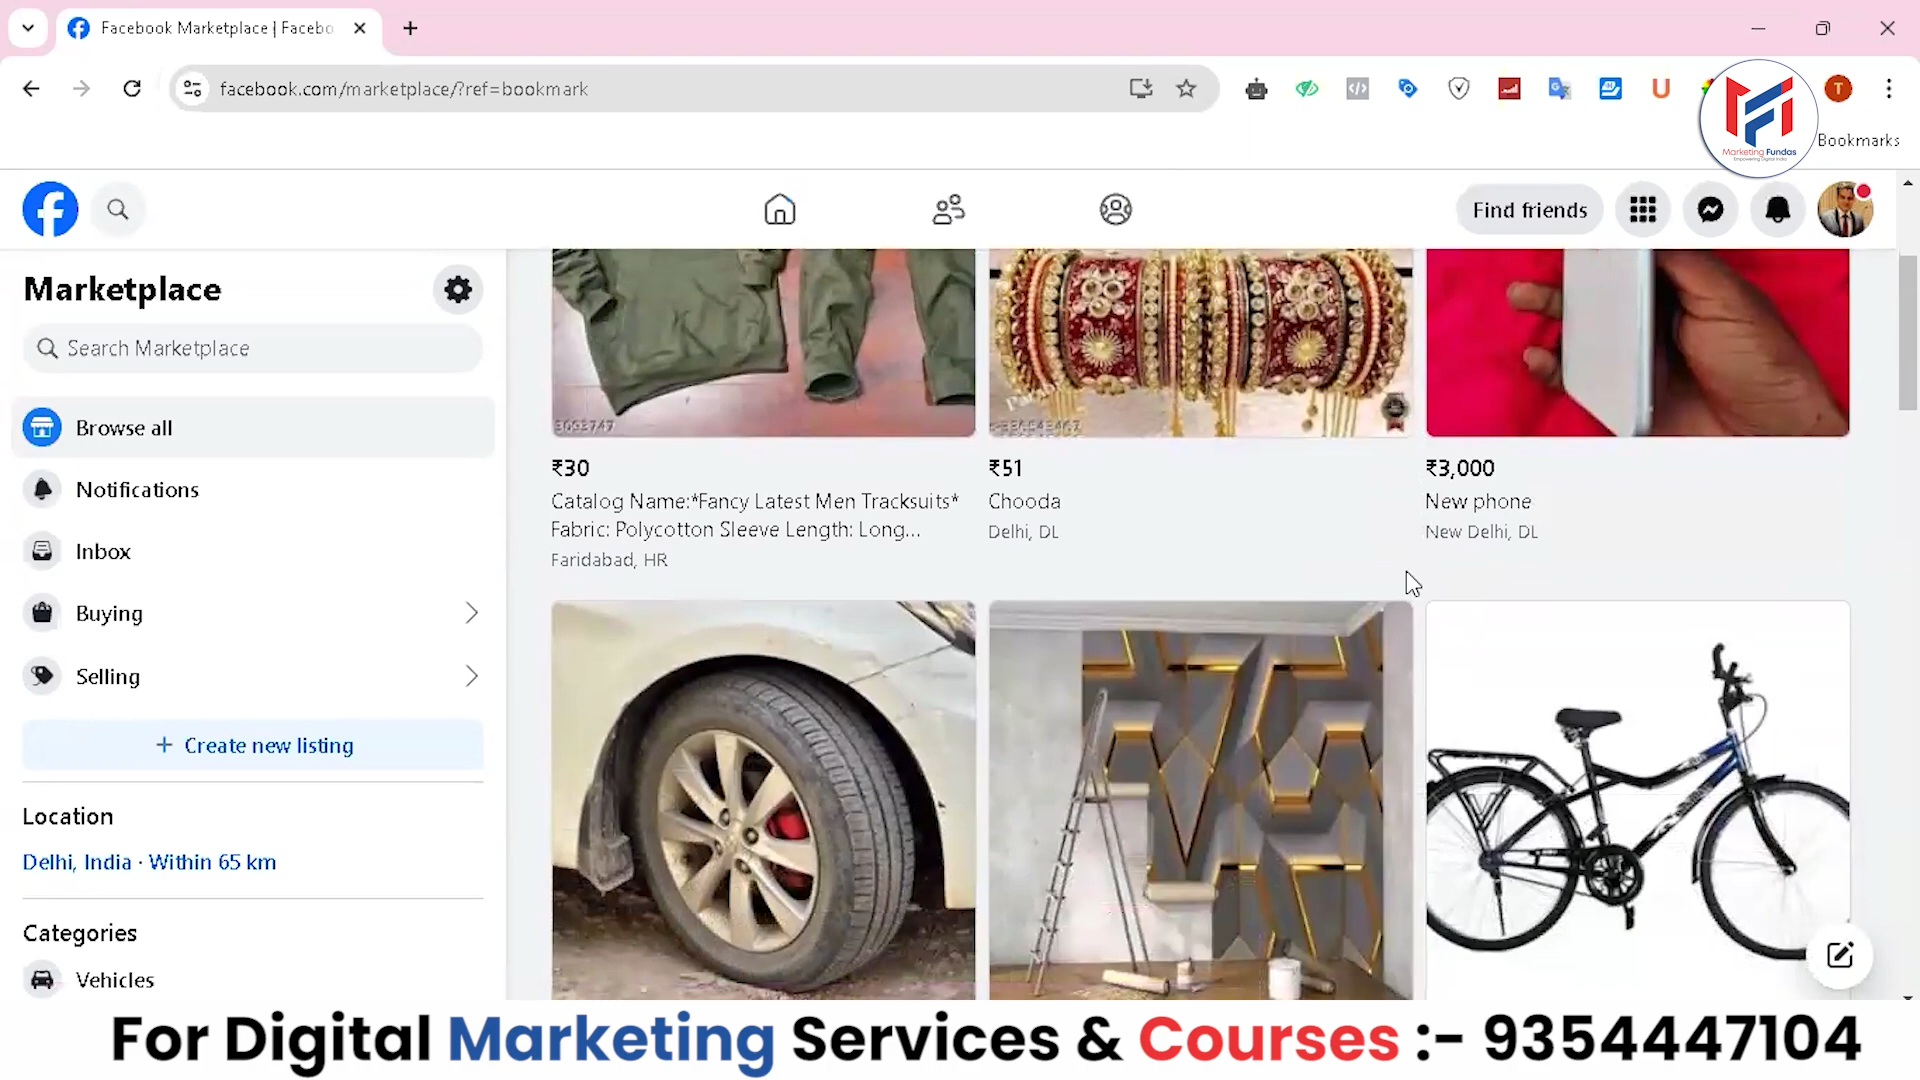 Facebook Marketplace | Facebo
facebook.com/marketplace/?ref=bookmark
T
Marketing Fundas
Bookmarks
Find friends
Marketplace
Search Marketplace
Browse all
Notifications
Inbox
Buying
Selling
+ Create new listing
Location
Delhi, India · Within 65 km
Categories
Vehicles
₹30
Catalog Name:*Fancy Latest Men Tracksuits*
Fabric: Polycotton Sleeve Length: Long...
Faridabad, HR
₹51
Chooda
Delhi, DL
₹3,000
New phone
New Delhi, DL
For Digital Marketing Services & Courses :- 9354447104